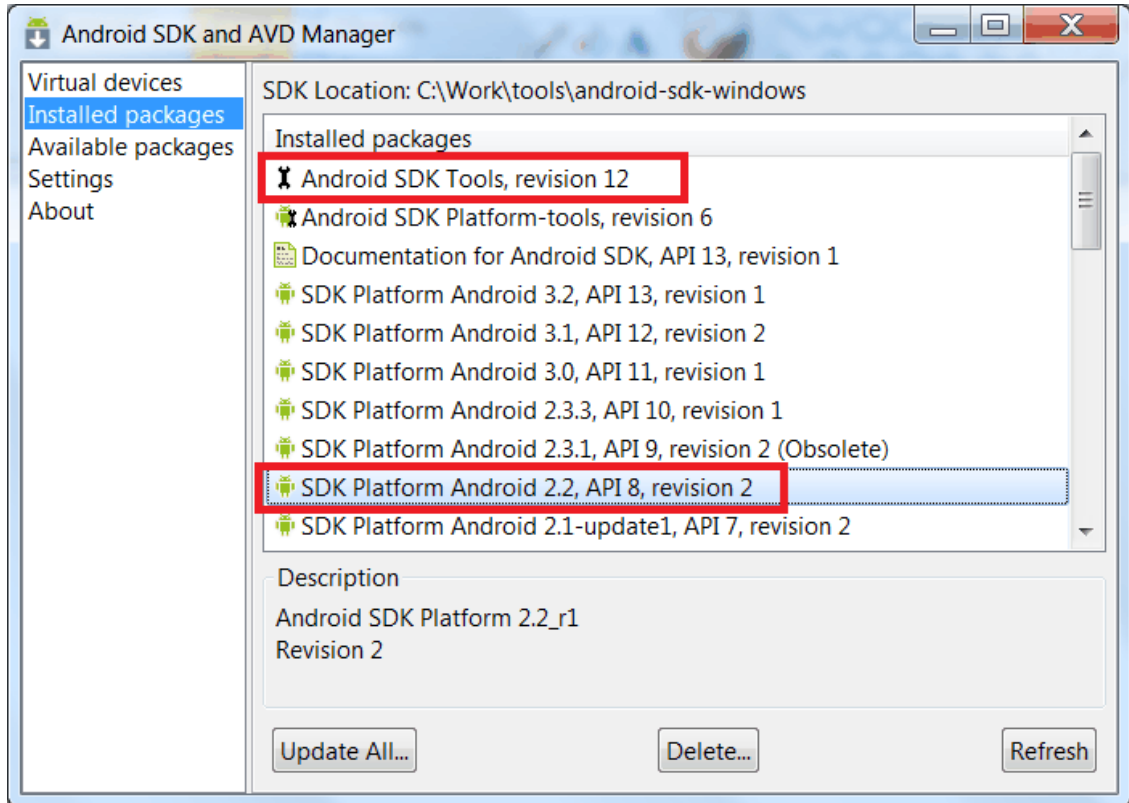 Android SDK and AVD Manager
Virtual devices
Installed packages
Available packages
Settings
About
SDK Location: C:\Work\tools\android-sdk-windows
Installed packages
Android SDK Tools, revision 12
Android SDK Platform-tools, revision 6
Documentation for Android SDK, API 13, revision 1
SDK Platform Android 3.2, API 13, revision 1
SDK Platform Android 3.1, API 12, revision 2
SDK Platform Android 3.0, API 11, revision 1
SDK Platform Android 2.3.3, API 10, revision 1
SDK Platform Android 2.3.1, API 9, revision 2 (Obsolete)
SDK Platform Android 2.2, API 8, revision 2
SDK Platform Android 2.1-update1, API 7, revision 2
Description
Android SDK Platform 2.2_r1
Revision 2
Update All...
Delete...
Refresh